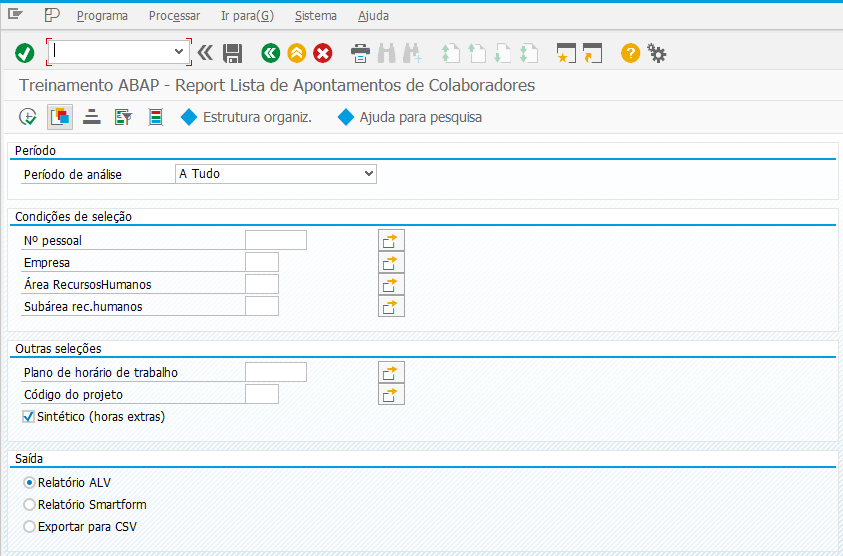 Programa Processar Ir para(G) Sistema Ajuda
Treinamento ABAP - Report Lista de Apontamentos de Colaboradores
Estrutura organiz. Ajuda para pesquisa
Período
Período de análise A Tudo
Condições de seleção
Nº pessoal
Empresa
Área RecursosHumanos
Subárea rec.humanos
Outras seleções
Plano de horário de trabalho
Código do projeto
Sintético (horas extras)
Saída
Relatório ALV
Relatório Smartform
Exportar para CSV